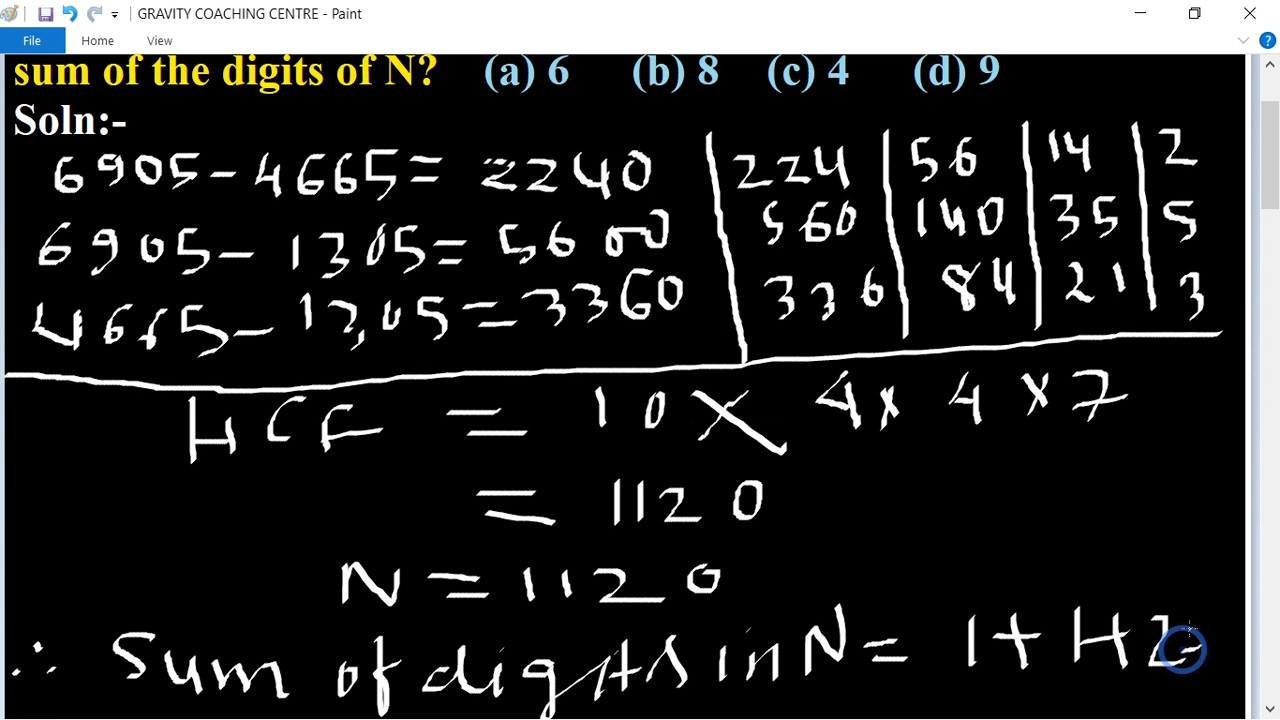 GRAVITY COACHING CENTRE - Paint
File Home View
sum of the digits of N? (a) 6 (b) 8 (c) 4 (d) 9
Soln:-
6905 - 4665 = 2240 | 224 | 56 | 14 | 2
6905 - 1305 = 5600 | 560 | 140 | 35 | 5
4665 - 1305 = 3360 | 336 | 84 | 21 | 3
HCF = 10 × 4 × 4 × 7
= 1120
N = 1120
∴ Sum of digits in N = 1+1+2